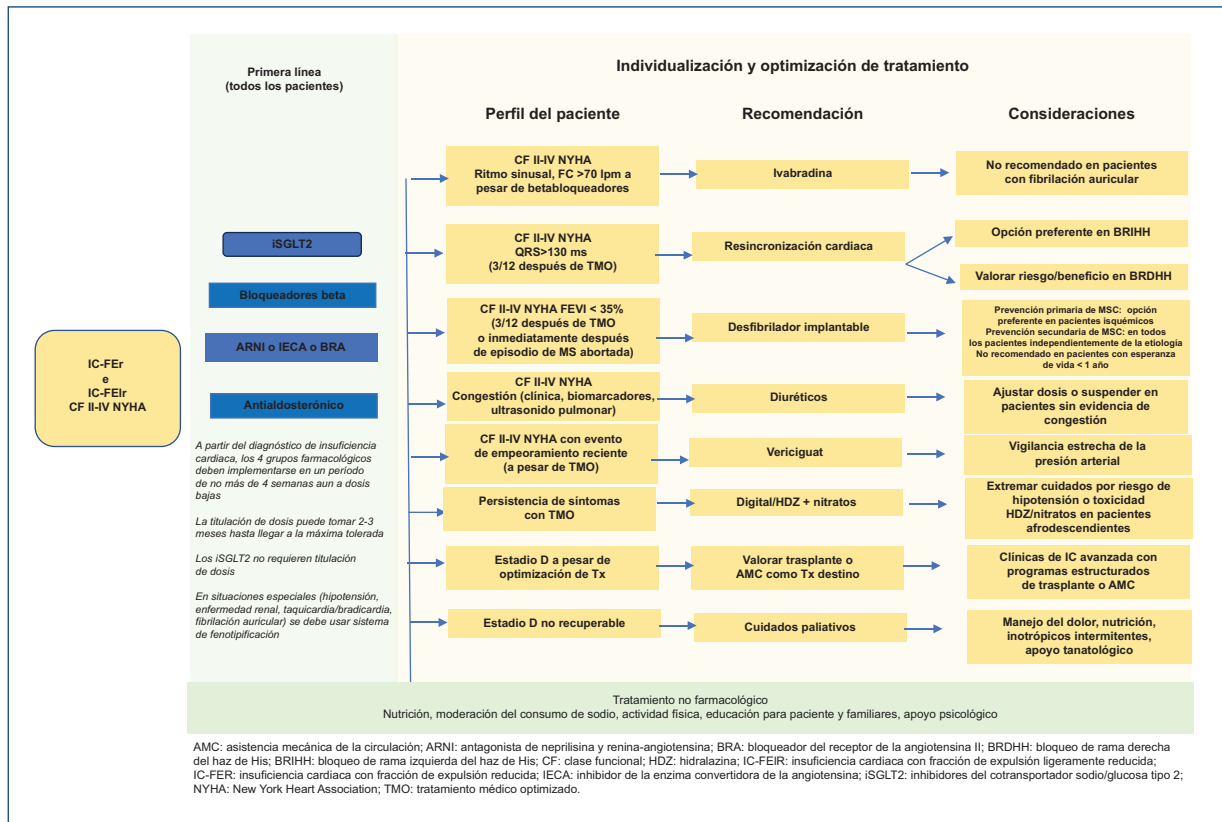 Primera línea
(todos los pacientes)
Individualización y optimización de tratamiento
Perfil del paciente
Recomendación
Consideraciones
IC-FEr
e
IC-FElr
CF II-IV NYHA
iSGLT2
Bloqueadores beta
ARNI o IECA o BRA
Antialdosterónico
A partir del diagnóstico de insuficiencia
cardiaca, los 4 grupos farmacológicos
deben implementarse en un período
de no más de 4 semanas aun a dosis
bajas
La titulación de dosis puede tomar 2-3
meses hasta llegar a la máxima tolerada
Los iSGLT2 no requieren titulación
de dosis
En situaciones especiales (hipotensión,
enfermedad renal, taquicardia/bradicardia,
fibrilación auricular) se debe usar sistema
de fenotipificación
CF II-IV NYHA
Ritmo sinusal, FC >70 lpm a
pesar de betabloqueadores
Ivabradina
No recomendado en pacientes
con fibrilación auricular
CF II-IV NYHA
QRS>130 ms
(3/12 después de TMO)
Resincronización cardiaca
Opción preferente en BRIHH
Valorar riesgo/beneficio en BRDHH
CF II-IV NYHA FEVI < 35%
(3/12 después de TMO
o inmediatamente después
de episodio de MS abortada)
Desfibrilador implantable
Prevención primaria de MSC: opción
preferente en pacientes isquémicos
Prevención secundaria de MSC: en todos
los pacientes independientemente de la etiología
No recomendado en pacientes con esperanza
de vida < 1 año
CF II-IV NYHA
Congestión (clínica, biomarcadores,
ultrasonido pulmonar)
Diuréticos
Ajustar dosis o suspender en
pacientes sin evidencia de
congestión
CF II-IV NYHA con evento
de empeoramiento reciente
(a pesar de TMO)
Vericiguat
Vigilancia estrecha de la
presión arterial
Persistencia de síntomas
con TMO
Digital/HDZ + nitratos
Extremar cuidados por riesgo de
hipotensión o toxicidad
HDZ/nitratos en pacientes
afrodescendientes
Estadio D a pesar de
optimización de Tx
Valorar trasplante o
AMC como Tx destino
Clínicas de IC avanzada con
programas estructurados
de trasplante o AMC
Estadio D no recuperable
Cuidados paliativos
Manejo del dolor, nutrición,
inotrópicos intermitentes,
apoyo tanatológico
Tratamiento no farmacológico
Nutrición, moderación del consumo de sodio, actividad física, educación para paciente y familiares, apoyo psicológico
AMC: asistencia mecánica de la circulación; ARNI: antagonista de neprilisina y renina-angiotensina; BRA: bloqueador del receptor de la angiotensina II; BRDHH: bloqueo de rama derecha
del haz de His; BRIHH: bloqueo de rama izquierda del haz de His; CF: clase funcional; HDZ: hidralazina; IC-FEIR: insuficiencia cardiaca con fracción de expulsión ligeramente reducida;
IC-FER: insuficiencia cardiaca con fracción de expulsión reducida; IECA: inhibidor de la enzima convertidora de la angiotensina; iSGLT2: inhibidores del cotransportador sodio/glucosa tipo 2;
NYHA: New York Heart Association; TMO: tratamiento médico optimizado.